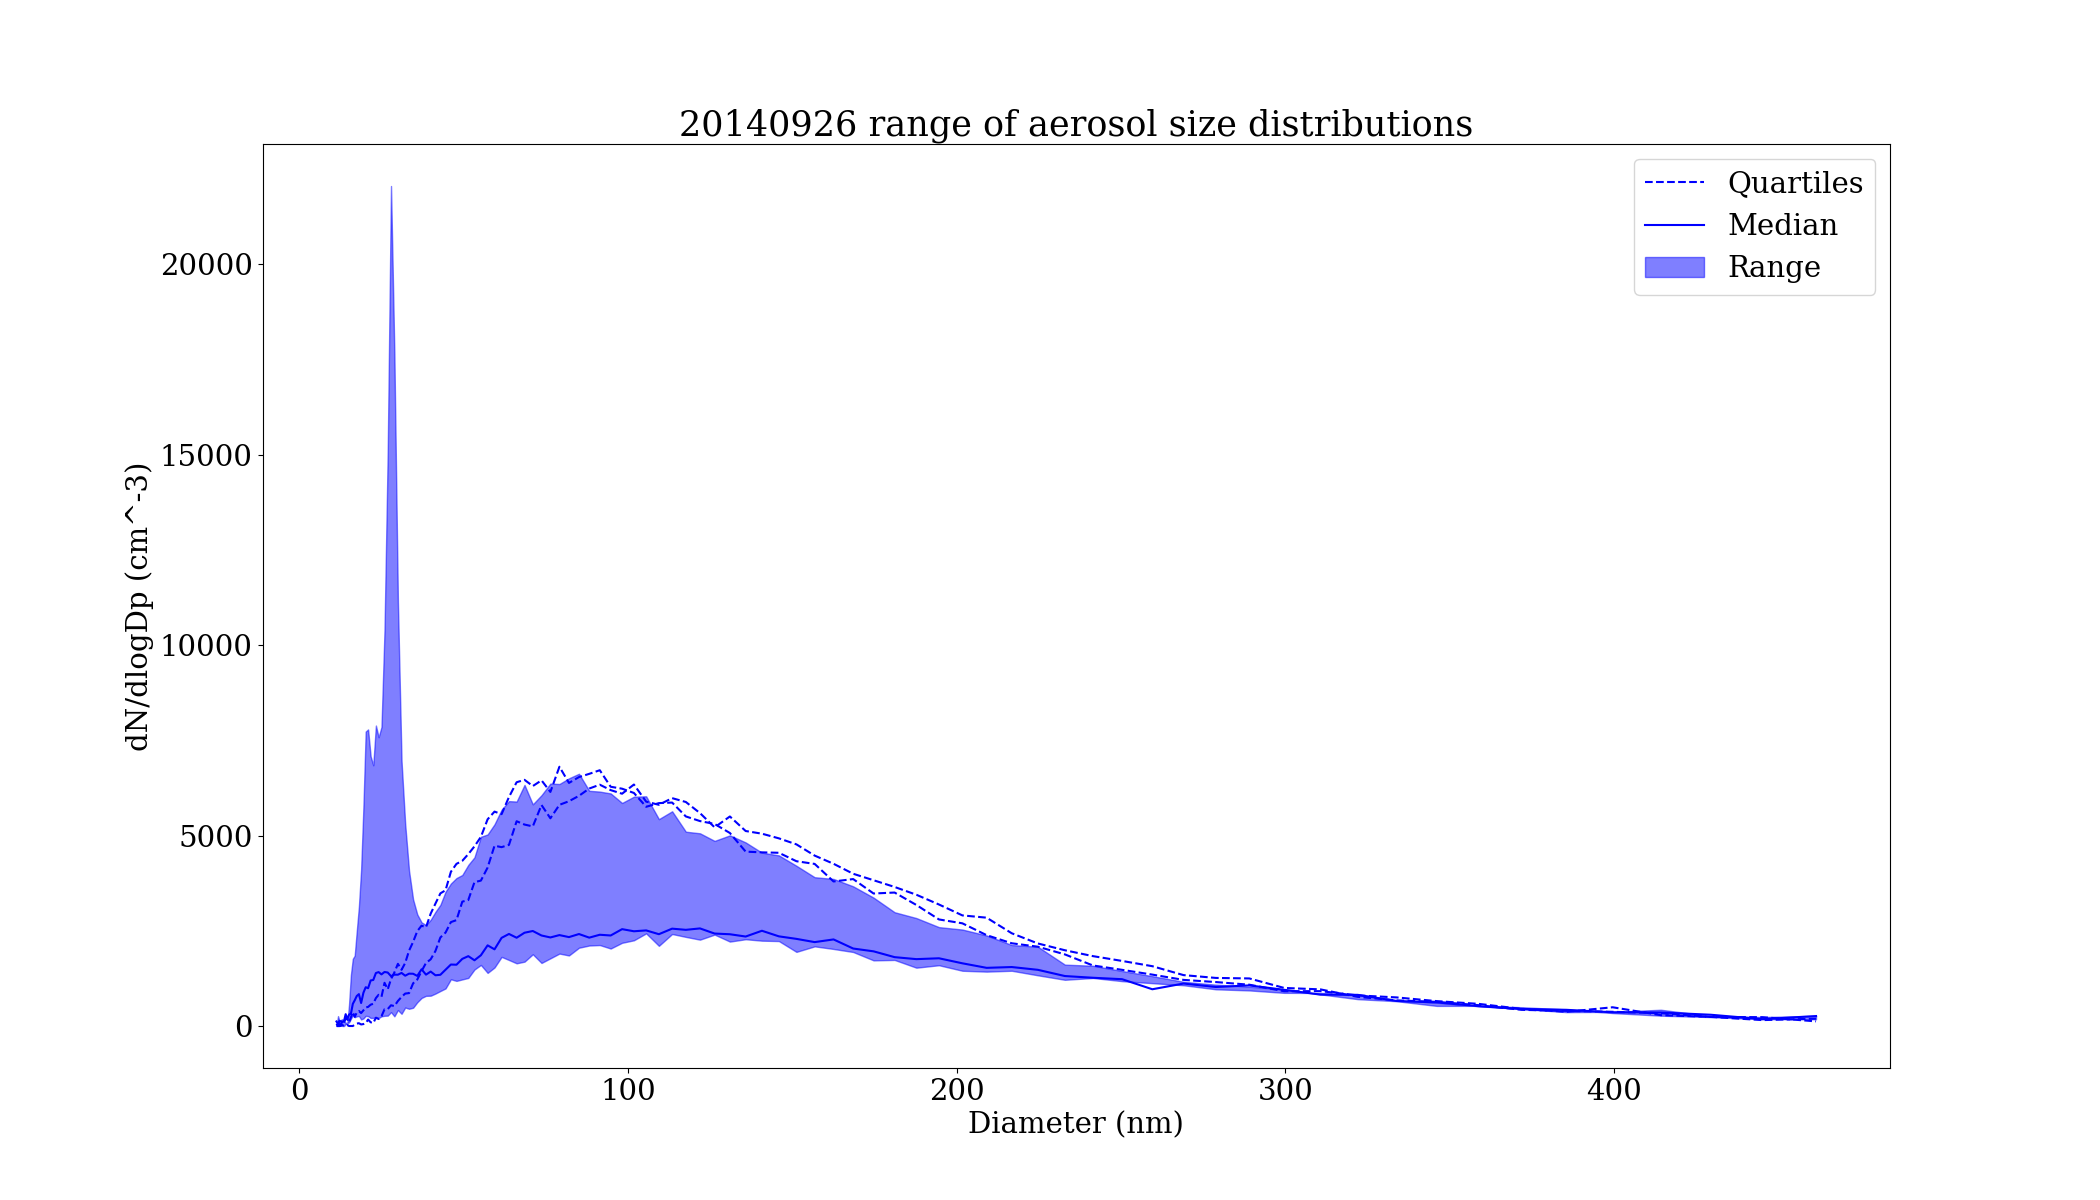 20140926 range of aerosol size distributions
Quartiles
Median
Range
dN/dlogDp (cm^-3)
20000
15000
10000
5000
0
0 100 200 300 400
Diameter (nm)